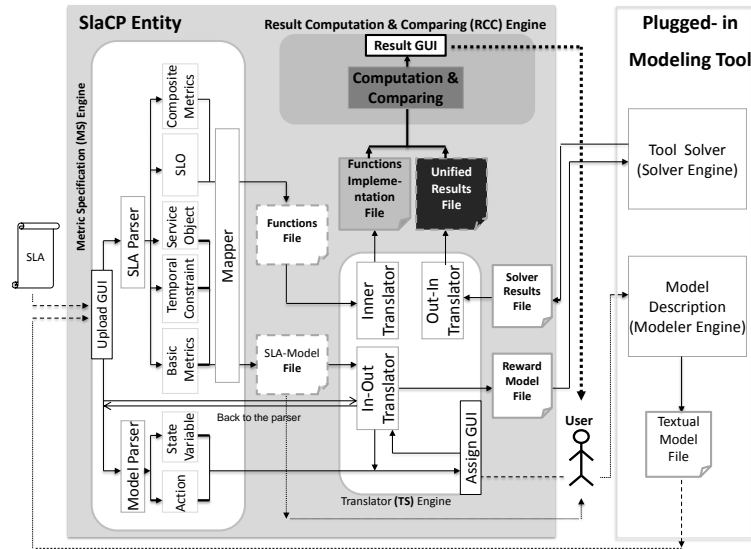 SlaCP Entity
Result Computation & Comparing (RCC) Engine
Result GUI
Computation &
Comparing
Plugged- in
Modeling Tool
Metric Specification (MS) Engine
Composite
Metrics
SLO
Service
Object
Temporal
Constraint
Basic
Metrics
SLA Parser
Mapper
Upload GUI
SLA
Functions
File
Functions
Impleme-
ntation
File
Unified
Results
File
Tool Solver
(Solver Engine)
Inner
Translator
Out-In
Translator
Solver
Results
File
Model
Description
(Modeler Engine)
SLA-Model
File
In-Out
Translator
Reward
Model
File
Back to the parser
Model Parser
State
Variable
Action
Assign GUI
User
Textual
Model
File
Translator (TS) Engine